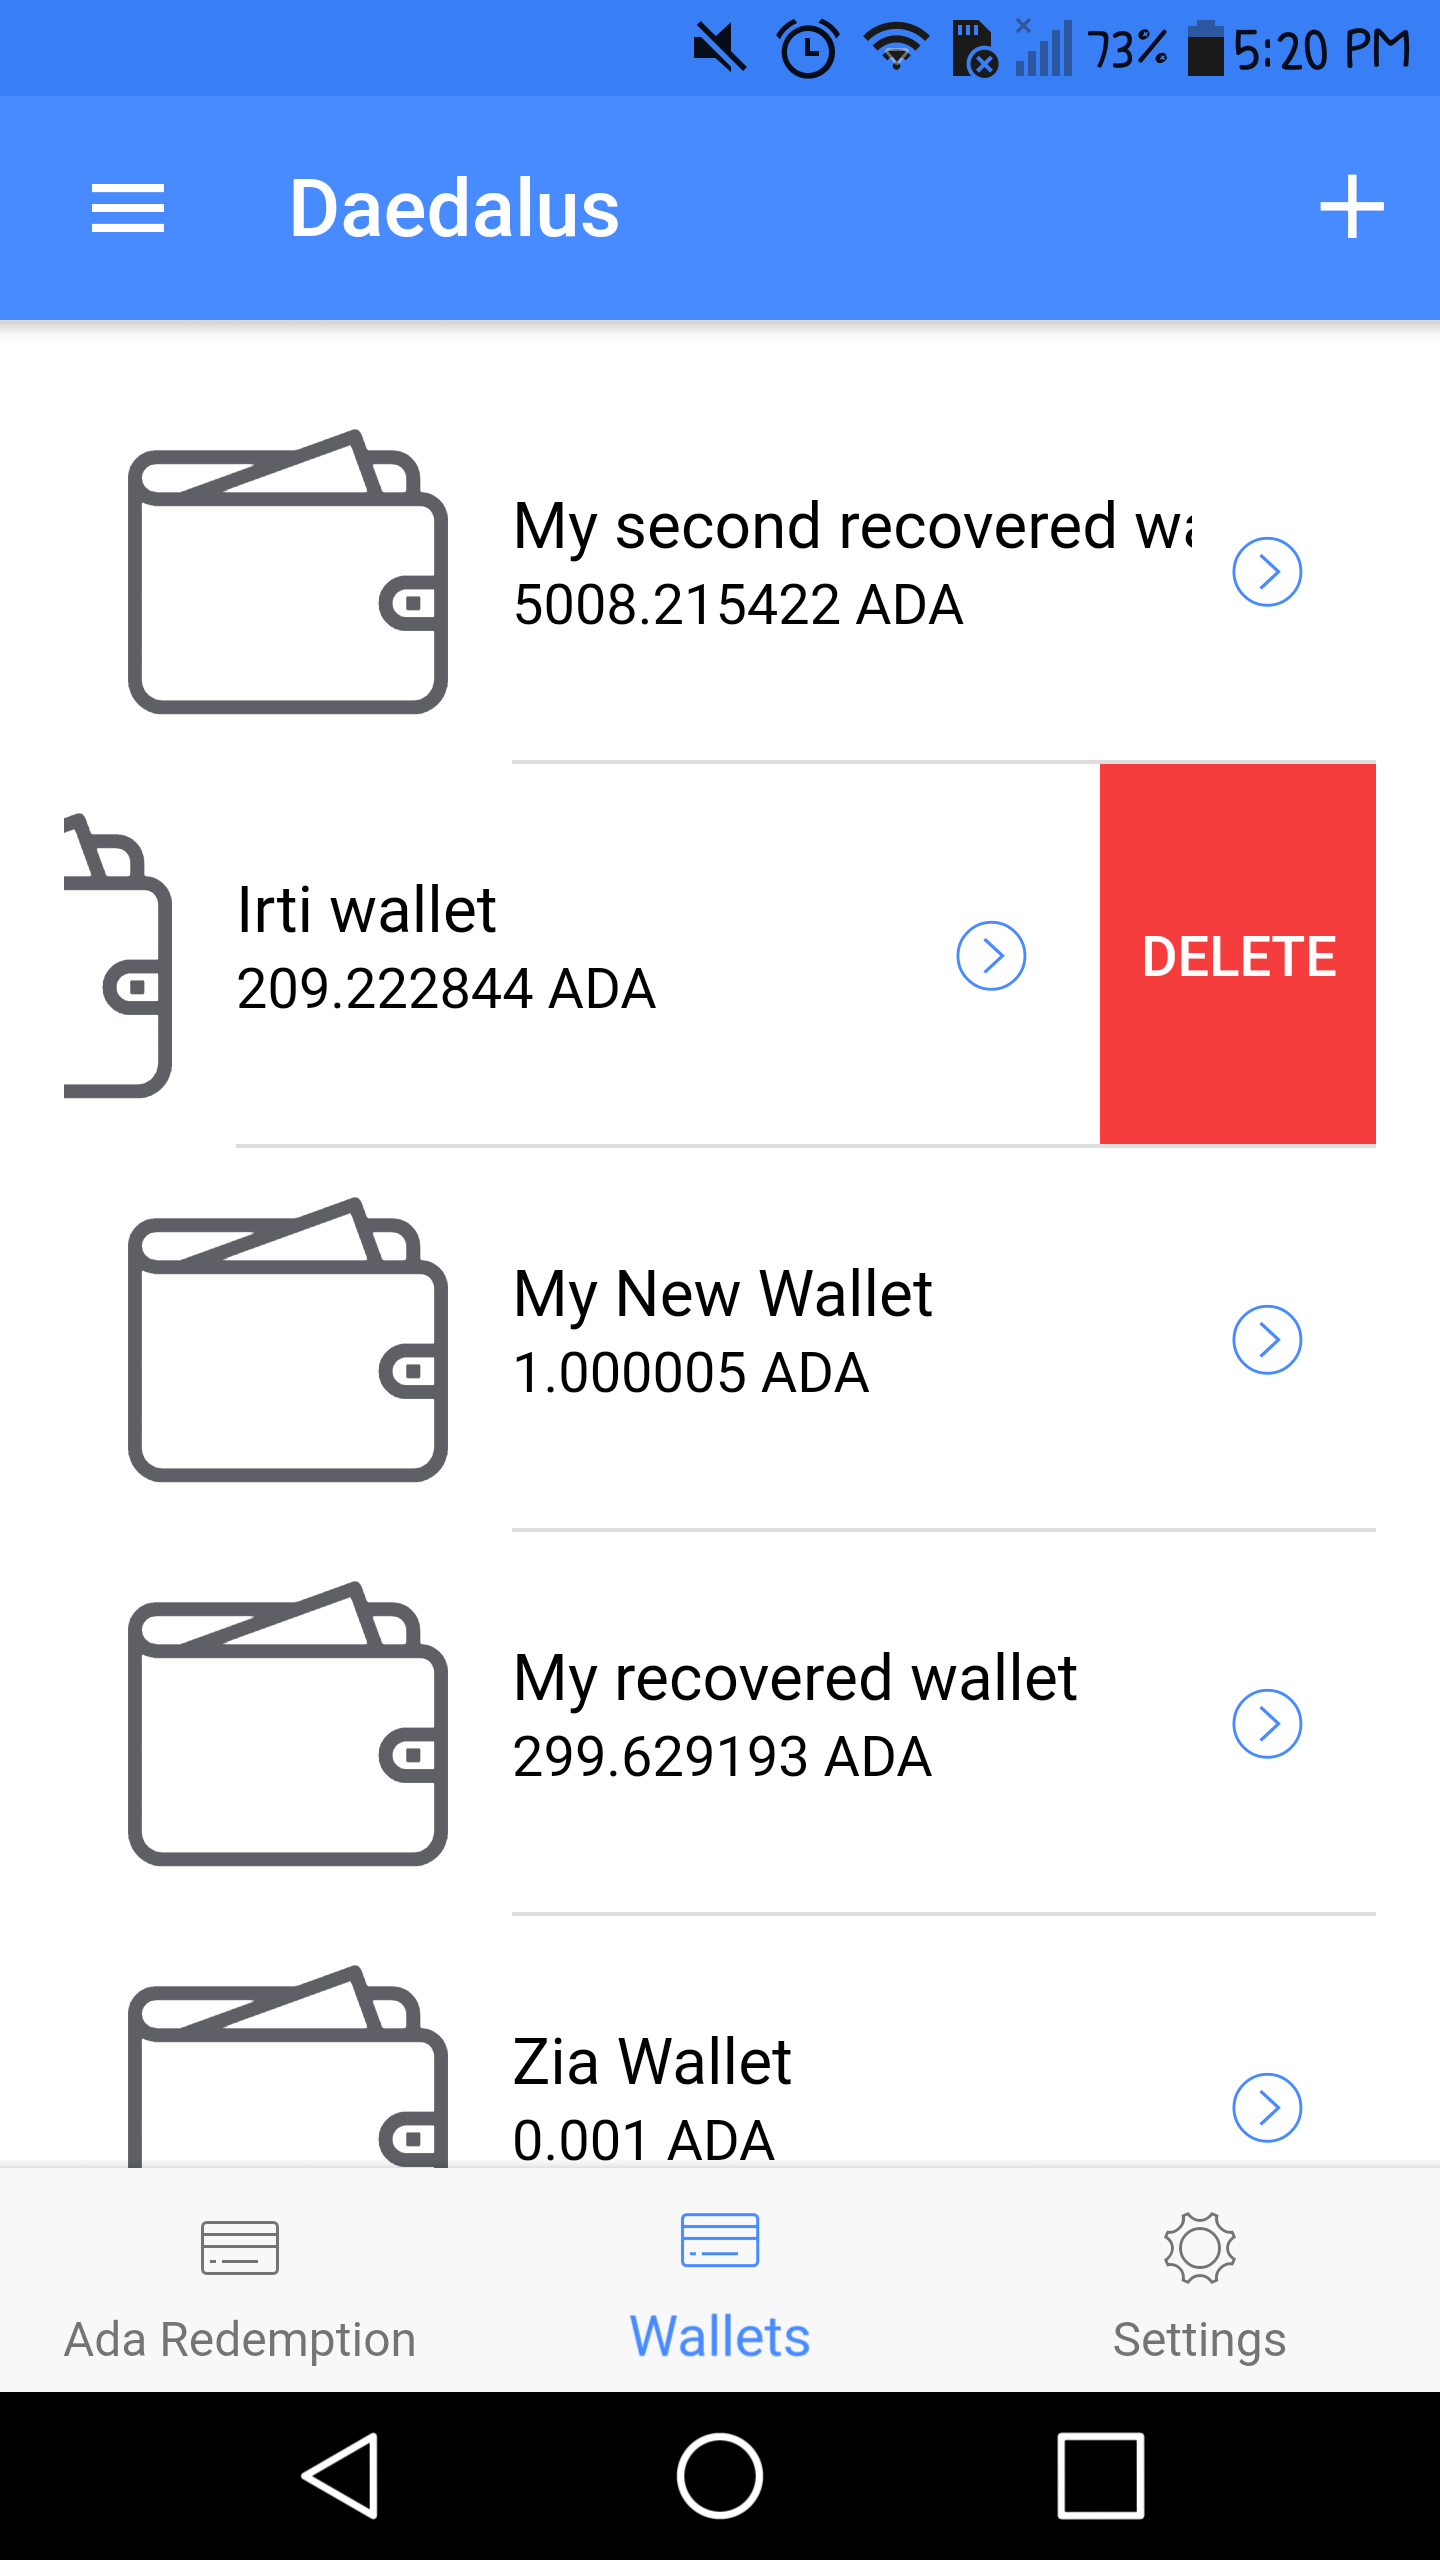 73% 5:20 PM
Daedalus
My second recovered wa
5008.215422 ADA
Irti wallet
209.222844 ADA
DELETE
My New Wallet
1.000005 ADA
My recovered wallet
299.629193 ADA
Zia Wallet
0.001 ADA
Ada Redemption
Wallets
Settings